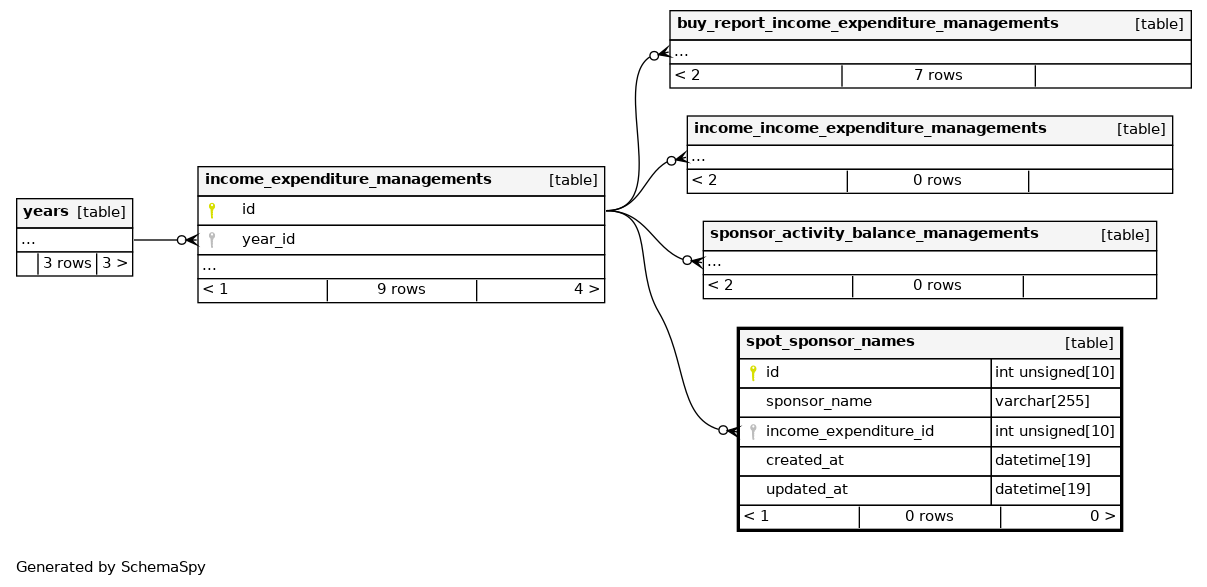 buy_report_income_expenditure_managements [table]
...
< 2 7 rows
income_income_expenditure_managements [table]
...
< 2 0 rows
income_expenditure_managements [table]
id
year_id
...
< 1 9 rows 4 >
years [table]
...
3 rows 3 >
sponsor_activity_balance_managements [table]
...
< 2 0 rows
spot_sponsor_names [table]
id int unsigned[10]
sponsor_name varchar[255]
income_expenditure_id int unsigned[10]
created_at datetime[19]
updated_at datetime[19]
< 1 0 rows 0 >
Generated by SchemaSpy